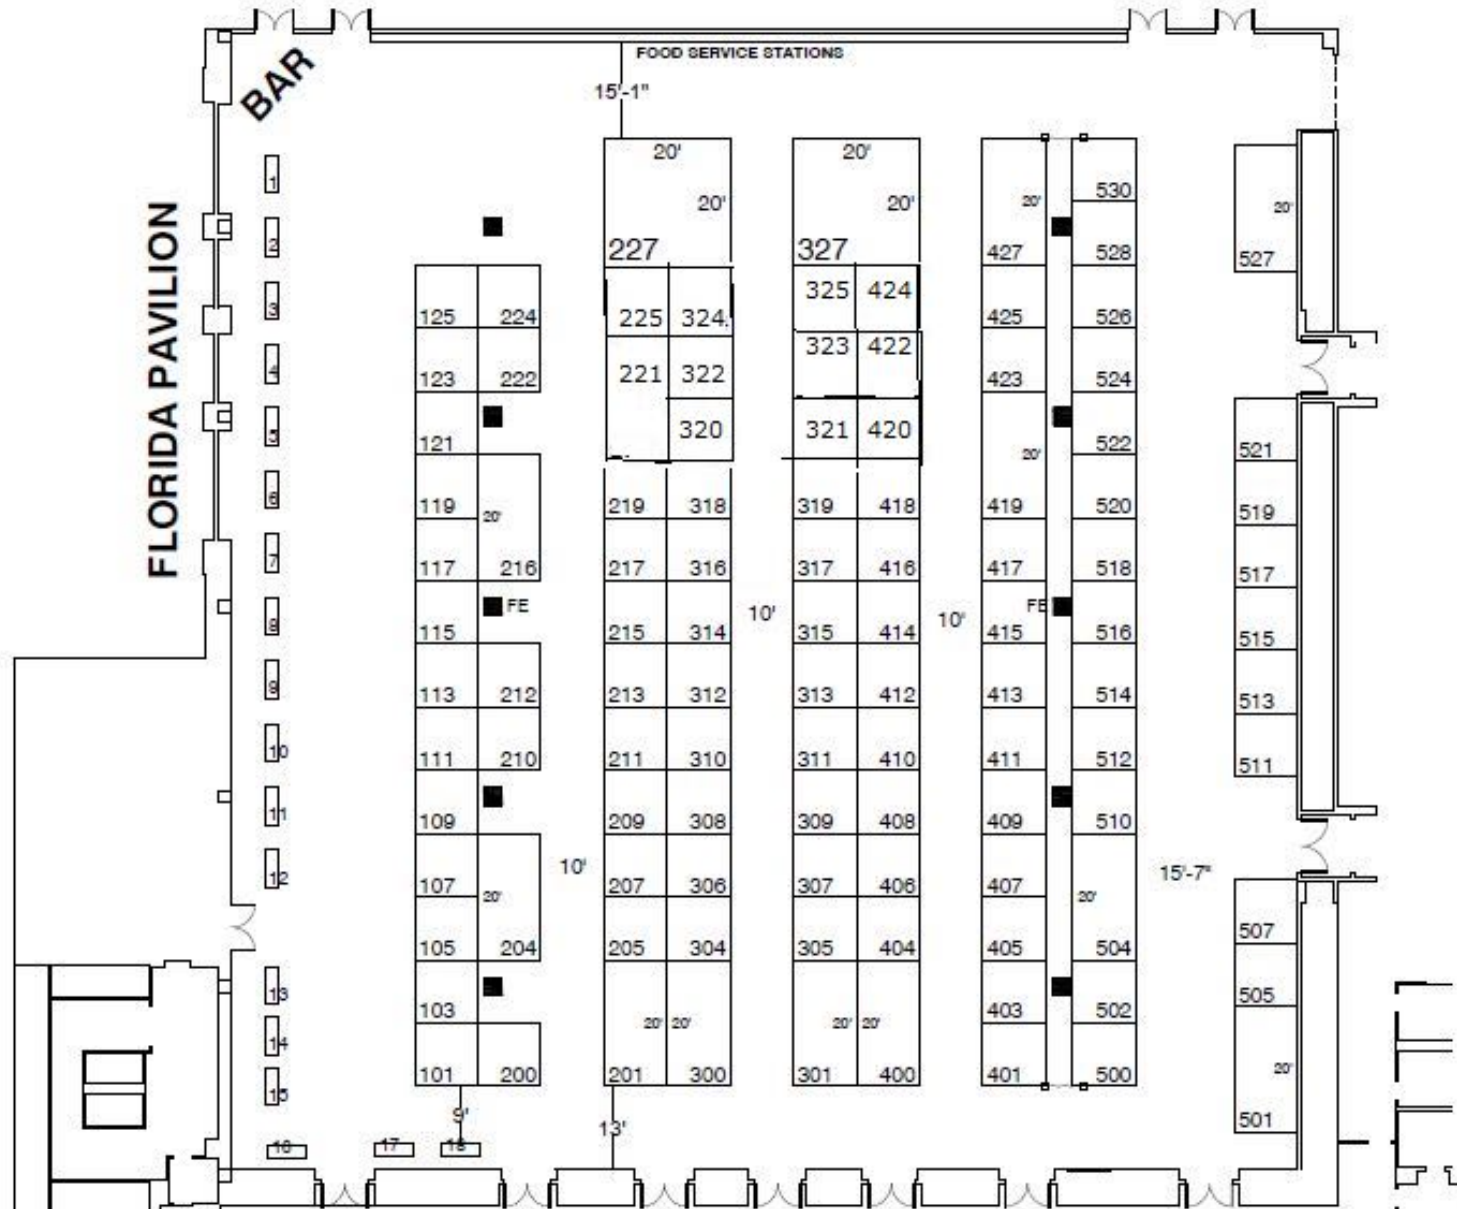 FOOD SERVICE STATIONS
BAR
15'-1"
FLORIDA PAVILION
20' 20'
1 530
20' 20' 20' 20'
2 227 327 427 528 527
325 424
3 125 224 225 324 425 526
323 422
4 123 222 221 322 423 524
5 121 320 321 420 20' 522 521
6 119 20' 219 318 319 418 419 520 519
7 117 216 217 316 317 416 417 518 517
FE 10' 10' FE
8 115 215 314 315 414 415 516 515
9 113 212 213 312 313 412 413 514 513
10 111 210 211 310 311 410 411 512 511
11 109 209 308 309 408 409 510
12 10' 15'-7"
107 20' 207 306 307 406 407 20' 507
105 204 205 304 305 404 405 504
13 103 403 502 505
14 20' 20' 20' 20'
15 101 200 201 300 301 400 401 500 20'
9' 13' 501
16 17 18